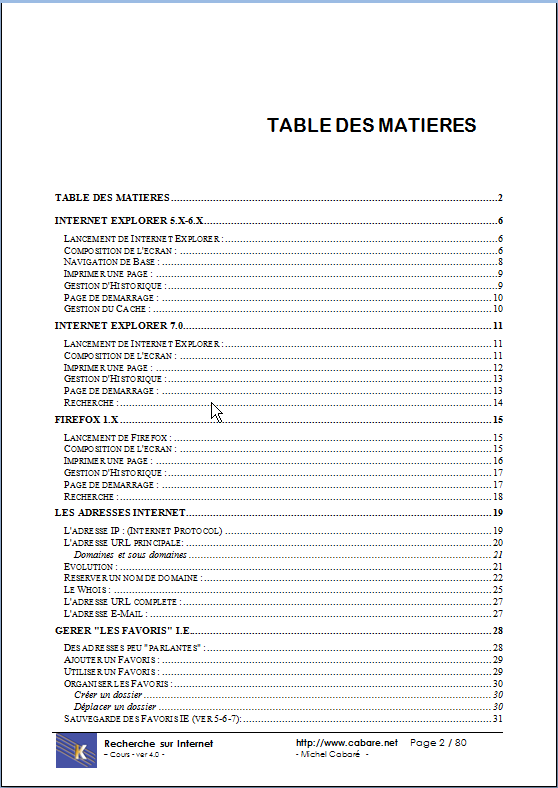 TABLE DES MATIERES
TABLE DES MATIERES 2
INTERNET EXPLORER 5.X-6.X 6
LANCEMENT DE INTERNET EXPLORER : 6
COMPOSITION DE L'ECRAN : 6
NAVIGATION DE BASE : 8
IMPRIMER UNE PAGE : 9
GESTION D'HISTORIQUE : 9
PAGE DE DEMARRAGE : 10
GESTION DU CACHE : 10
INTERNET EXPLORER 7.0 11
LANCEMENT DE INTERNET EXPLORER : 11
COMPOSITION DE L'ECRAN : 11
IMPRIMER UNE PAGE : 12
GESTION D'HISTORIQUE : 13
PAGE DE DEMARRAGE : 13
RECHERCHE : 14
FIREFOX 1.X 15
LANCEMENT DE FIREFOX : 15
COMPOSITION DE L'ECRAN : 15
IMPRIMER UNE PAGE : 16
GESTION D'HISTORIQUE : 17
PAGE DE DEMARRAGE : 17
RECHERCHE : 18
LES ADRESSES INTERNET 19
L'ADRESSE IP : (INTERNET PROTOCOL) 19
L'ADRESSE URL PRINCIPALE: 20
Domaines et sous domaines 21
EVOLUTION : 21
RESERVER UN NOM DE DOMAINE : 22
LE WHOIS : 25
L'ADRESSE URL COMPLETE : 27
L'ADRESSE E-MAIL : 27
GERER "LES FAVORIS" I.E. 28
DES ADRESSES PEU "PARLANTES" : 28
AJOUTER UN FAVORIS : 29
UTILISER UN FAVORIS : 29
ORGANISER LES FAVORIS : 30
Créer un dossier 30
Déplacer un dossier 30
SAUVEGARDE DES FAVORIS IE (VER 5-6-7): 31
K
Recherche sur Internet http://www.cabare.net Page 2 / 80
– Cours - ver 4.0 - - Michel Cabaré -